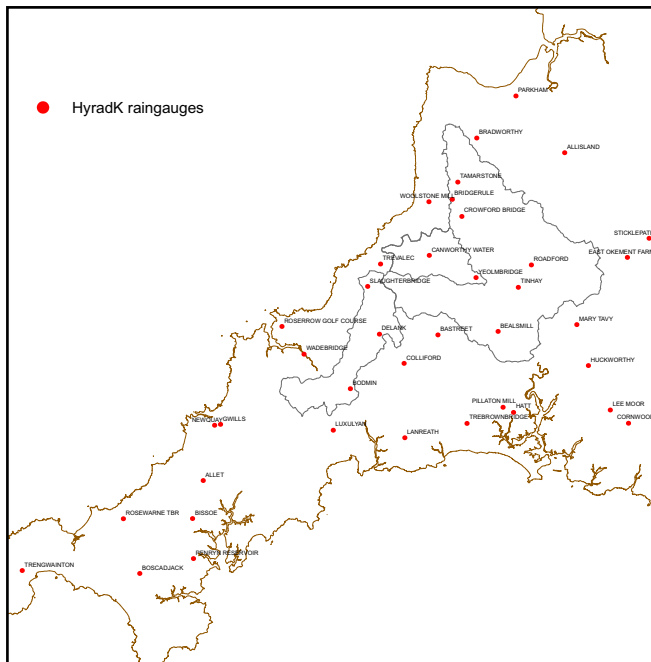 PARKHAM
HyradK raingauges
BRADWORTHY
ALLISLAND
TAMARSTONE
WOOLSTONE MILL
BRIDGERULE
CROWFORD BRIDGE
STICKLEPATH
EAST OKEMENT FARM
CANWORTHY WATER
TREVALEC
ROADFORD
YEOLMBRIDGE
SLAUGHTERBRIDGE
TINHAY
ROSERROW GOLF COURSE
MARY TAVY
DELANK
BASTREET
BEALSMILL
WADEBRIDGE
COLLIFORD
HUCKWORTHY
BODMIN
PILLATON MILL
HATT
LEE MOOR
NEWQUAY
GWILLS
TREBROWNBRIDGE
CORNWOOD
LUXULYAN
LANREATH
ALLET
ROSEWARNE TBR
BISSOE
PENRYN RESERVOIR
TRENGWAINTON
BOSCADJACK